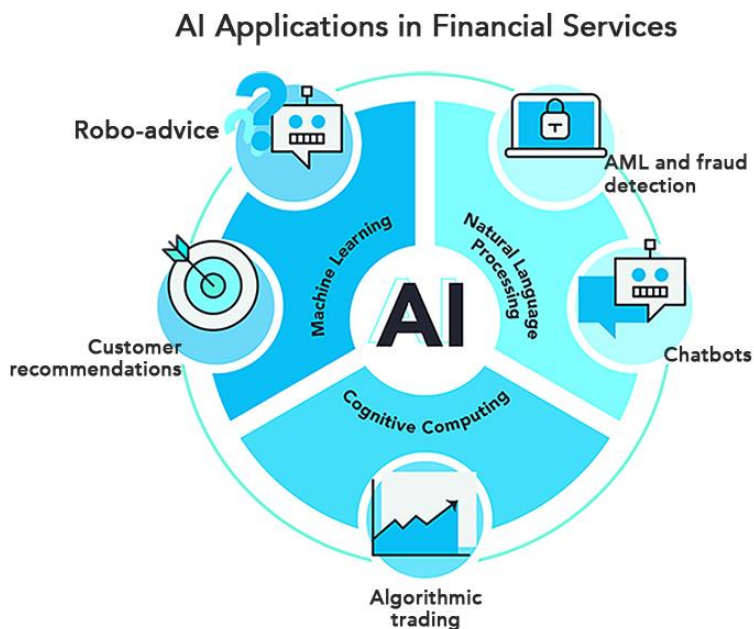 AI Applications in Financial Services
Robo-advice
AML and fraud
detection
Machine Learning
Natural Language
Processing
AI
Customer
recommendations
Chatbots
Cognitive Computing
Algorithmic
trading